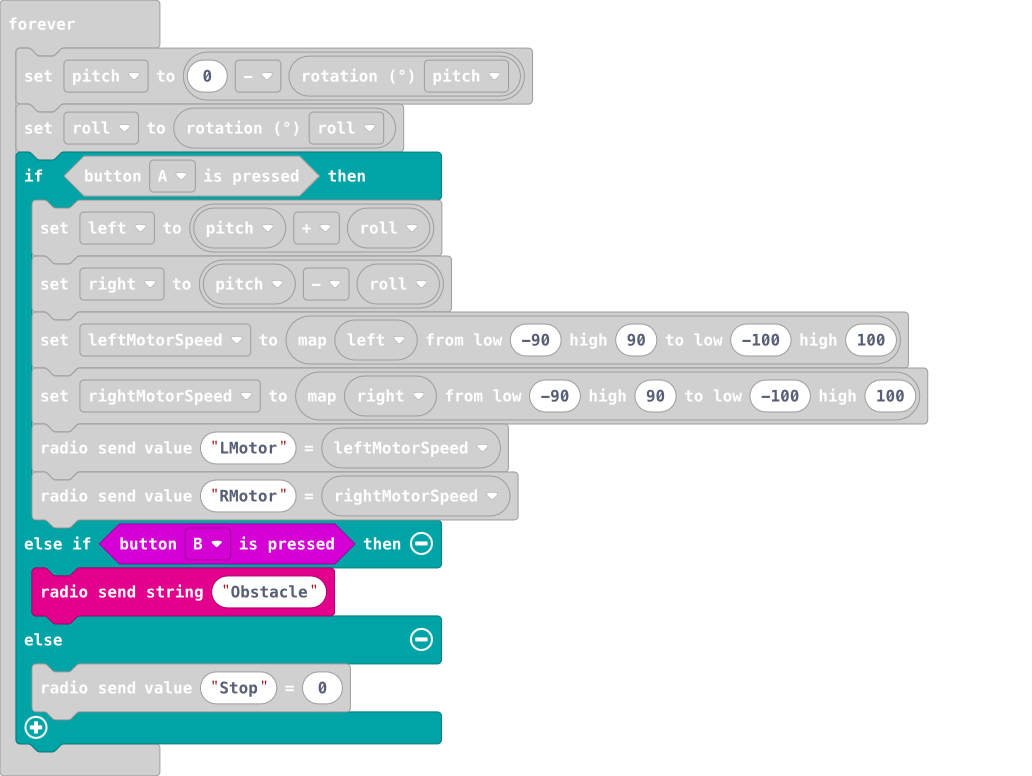 forever
set pitch to 0 - rotation (°) pitch
set roll to rotation (°) roll
if button A is pressed then
set left to pitch + roll
set right to pitch - roll
set leftMotorSpeed to map left from low -90 high 90 to low -100 high 100
set rightMotorSpeed to map right from low -90 high 90 to low -100 high 100
radio send value "LMotor" = leftMotorSpeed
radio send value "RMotor" = rightMotorSpeed
else if button B is pressed then
radio send string "Obstacle"
else
radio send value "Stop" = 0